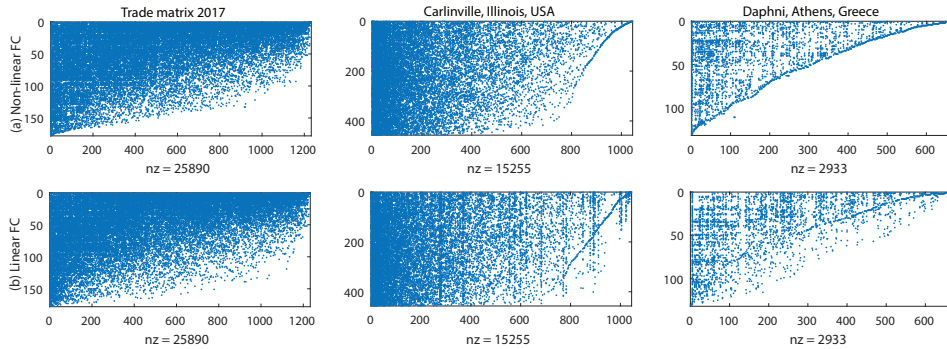 Trade matrix 2017 Carlinville, Illinois, USA Daphni, Athens, Greece
(a) Non-linear FC
0 0 0
50
100
150
200
400
50
100
0 200 400 600 800 1000 1200 0 200 400 600 800 1000 0 100 200 300 400 500 600
nz = 25890 nz = 15255 nz = 2933
(b) Linear FC
0 0 0
50
100
150
200
400
50
100
0 200 400 600 800 1000 1200 0 200 400 600 800 1000 0 100 200 300 400 500 600
nz = 25890 nz = 15255 nz = 2933